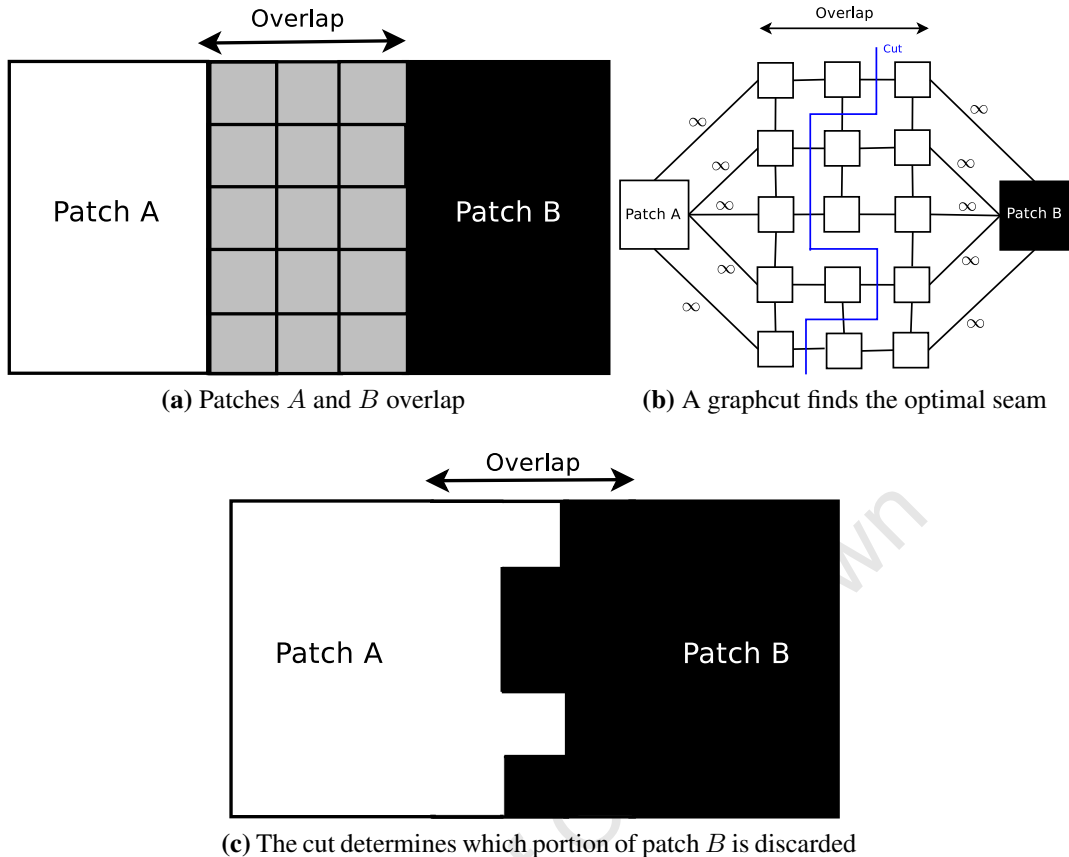 Overlap
Patch A
Patch B
(a) Patches A and B overlap
Overlap
Cut
∞
∞
∞
∞
∞
∞
∞
∞
∞
∞
Patch A
Patch B
(b) A graphcut finds the optimal seam
Overlap
Patch A
Patch B
(c) The cut determines which portion of patch B is discarded